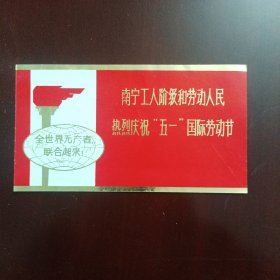 南宁工人阶级和劳动人民
热烈庆祝“五一”国际劳动节
全世界无产者，
联合起来！